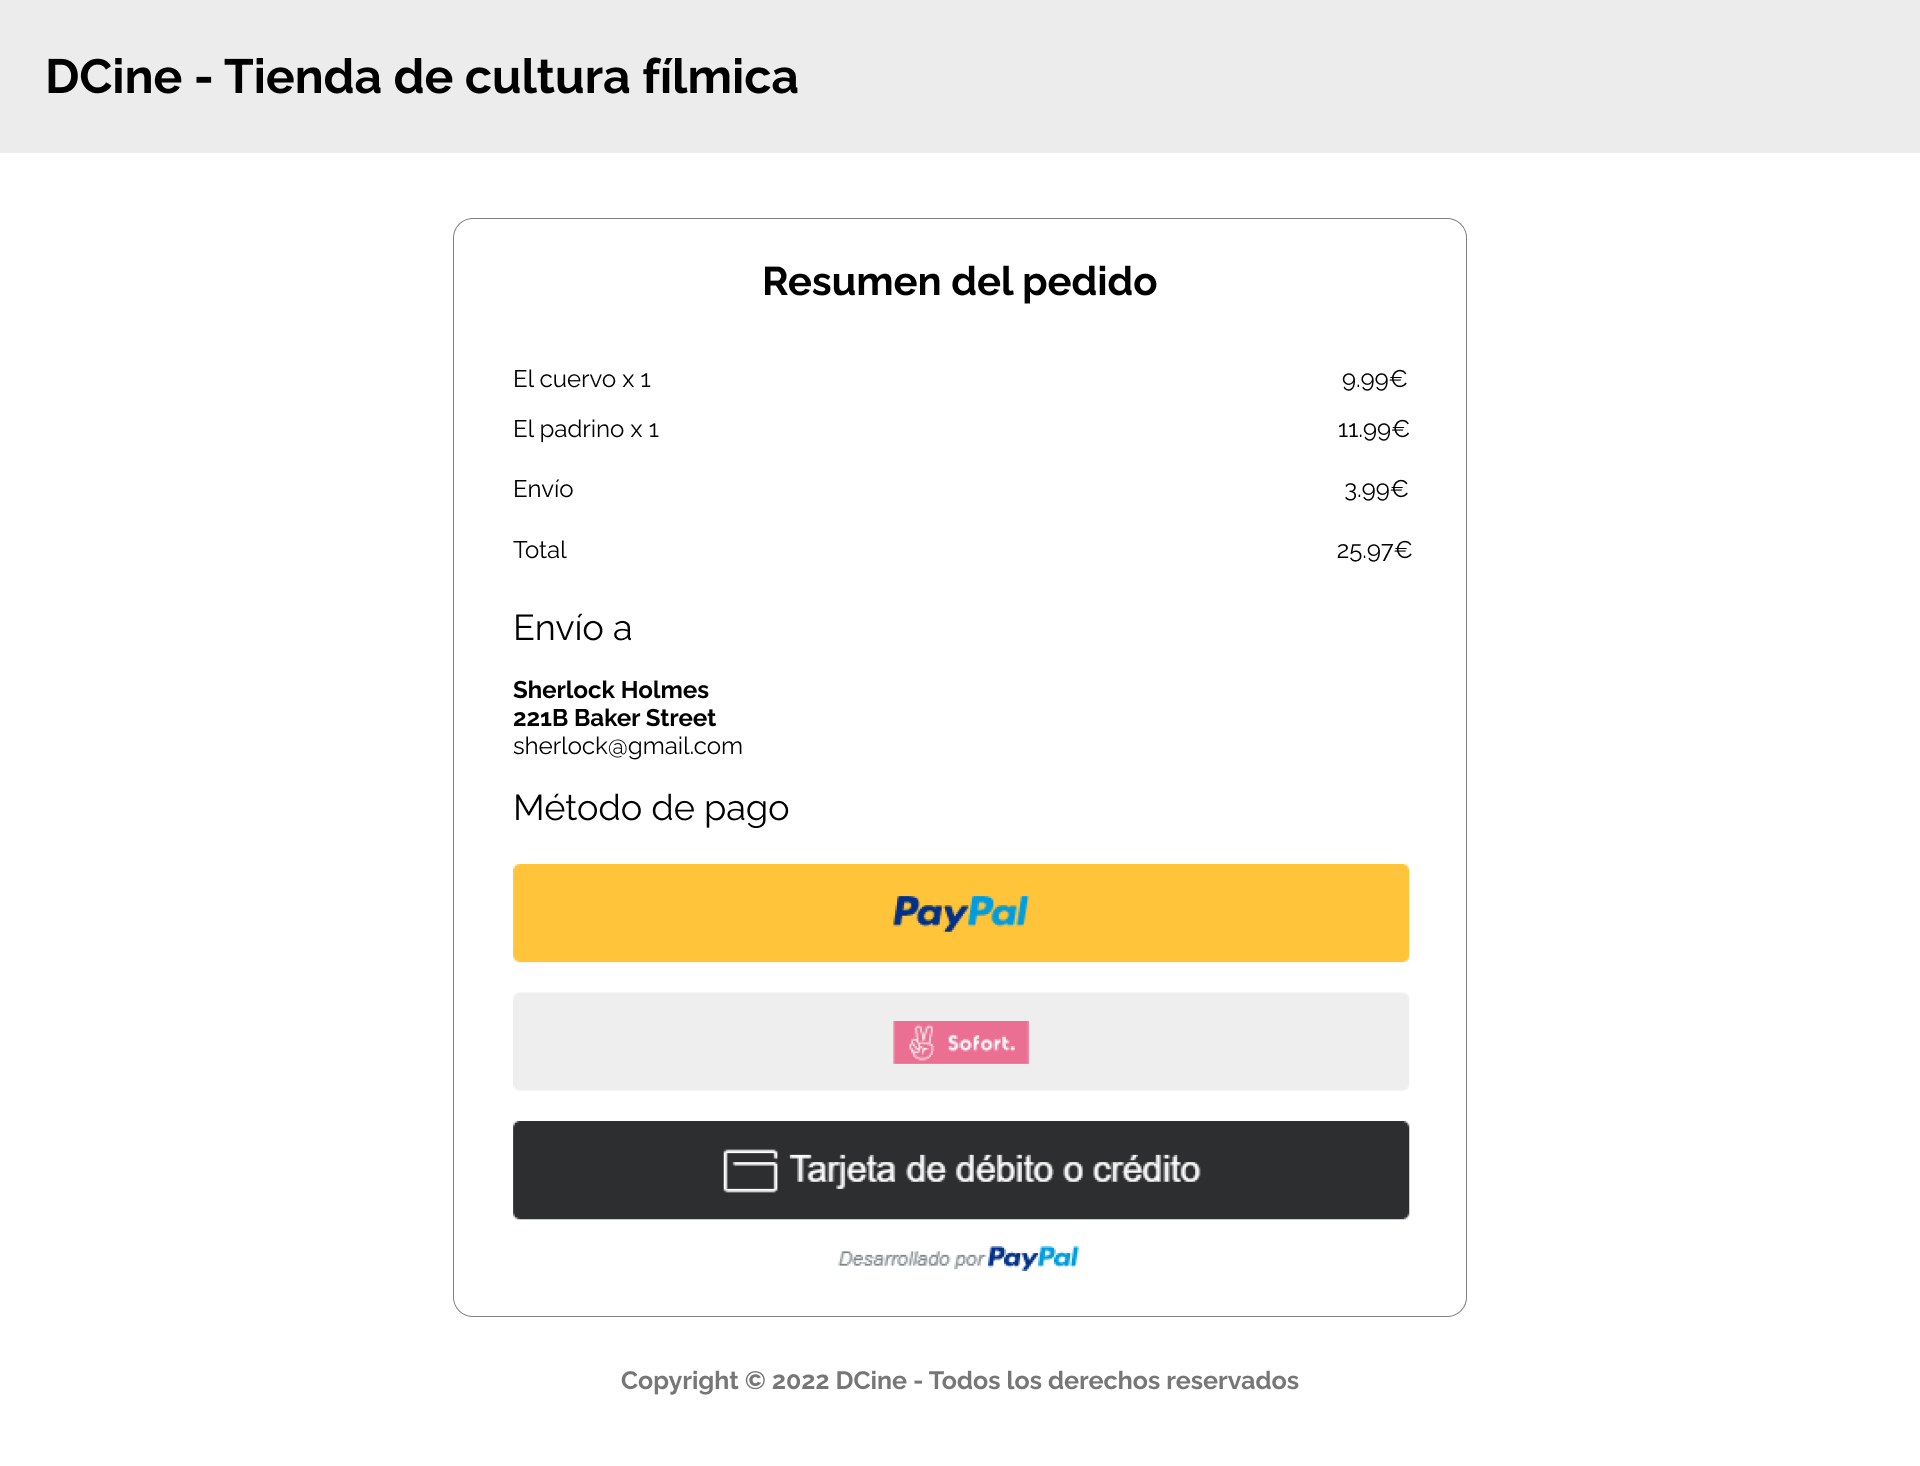 DCine - Tienda de cultura fílmica
Resumen del pedido
El cuervo x 1 9.99€
El padrino x 1 11.99€
Envío 3.99€
Total 25.97€
Envío a
Sherlock Holmes
221B Baker Street
sherlock@gmail.com
Método de pago
PayPal
Sofort.
Tarjeta de débito o crédito
Desarrollado por PayPal
Copyright © 2022 DCine - Todos los derechos reservados